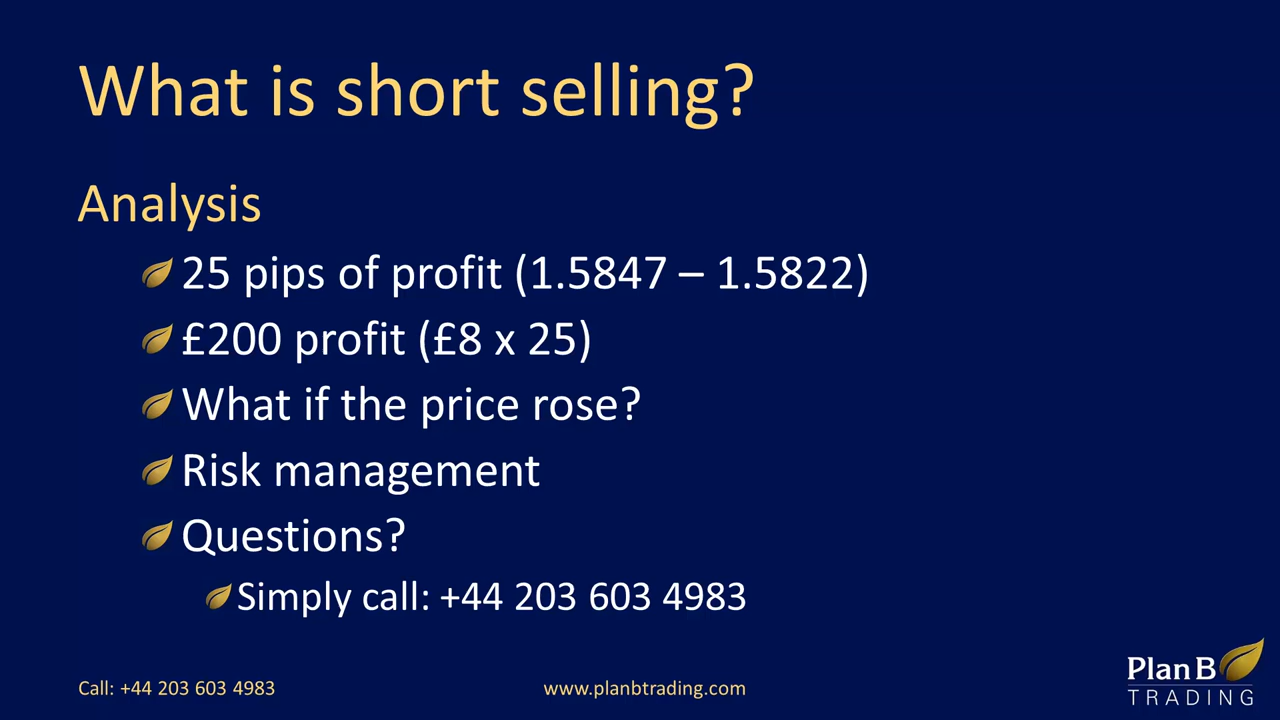 What is short selling?
Analysis
25 pips of profit (1.5847 – 1.5822)
£200 profit (£8 x 25)
What if the price rose?
Risk management
Questions?
Simply call: +44 203 603 4983
Call: +44 203 603 4983
www.planbtrading.com
Plan B
TRADING